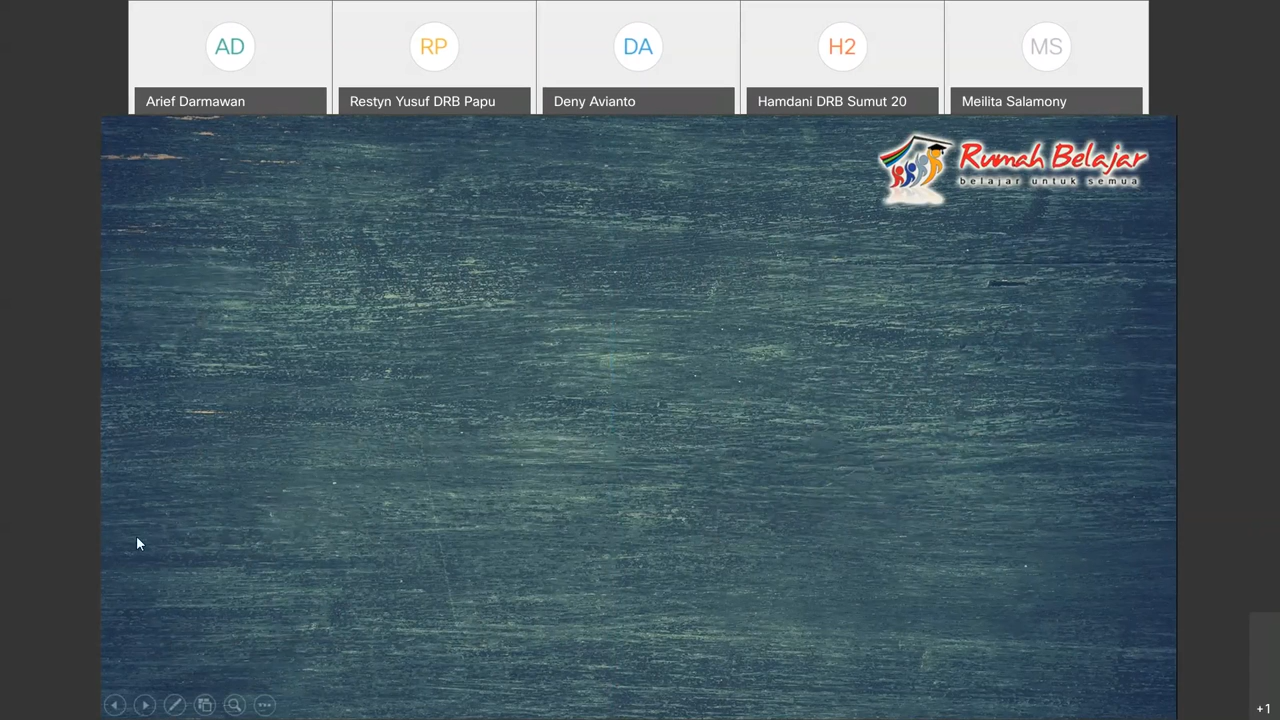 AD
RP
DA
H2
MS
Arief Darmawan
Restyn Yusuf DRB Papu
Deny Avianto
Hamdani DRB Sumut 20
Meilita Salamony
Rumah Belajar
belajar untuk semua
+1